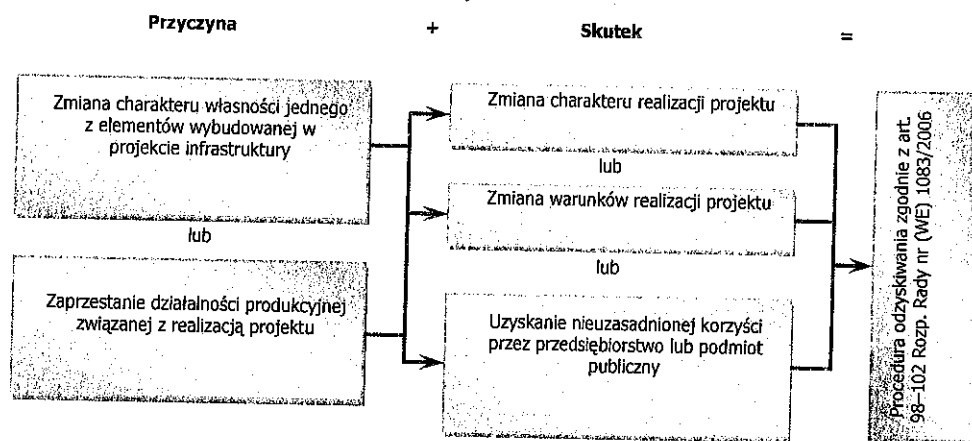 Przyczyna + Skutek =
Zmiana charakteru własności jednego
z elementów wybudowanej w
projekcie infrastruktury
lub
Zaprzestanie działalności produkcyjnej
związanej z realizacją projektu
Zmiana charakteru realizacji projektu
lub
Zmiana warunków realizacji projektu
lub
Uzyskanie nieuzasadnionej korzyści
przez przedsiębiorstwo lub podmiot
publiczny
Procedura odzyskiwania zgodnie z art.
98–102 Rozp. Rady nr (WE) 1083/2006